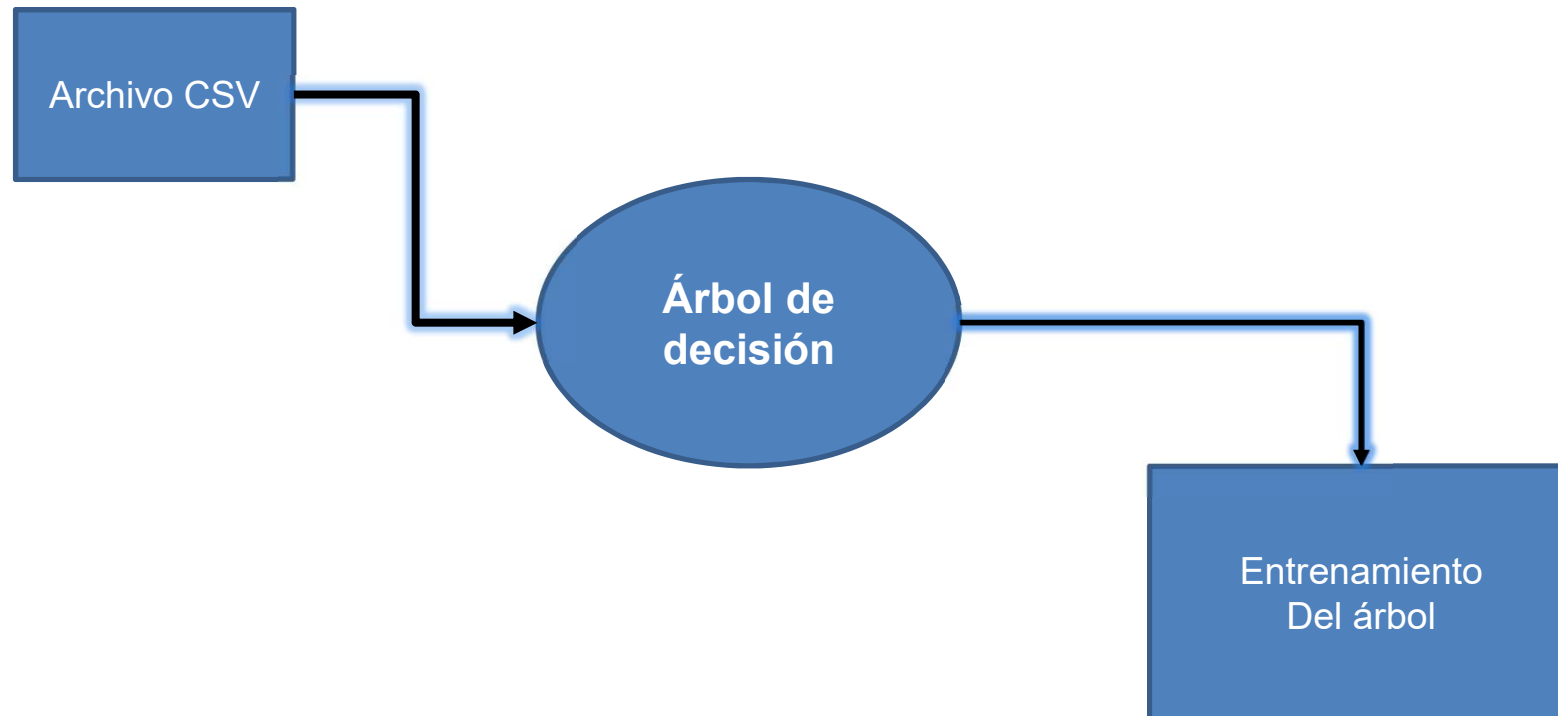 Archivo CSV
Árbol de
decisión
Entrenamiento
Del árbol